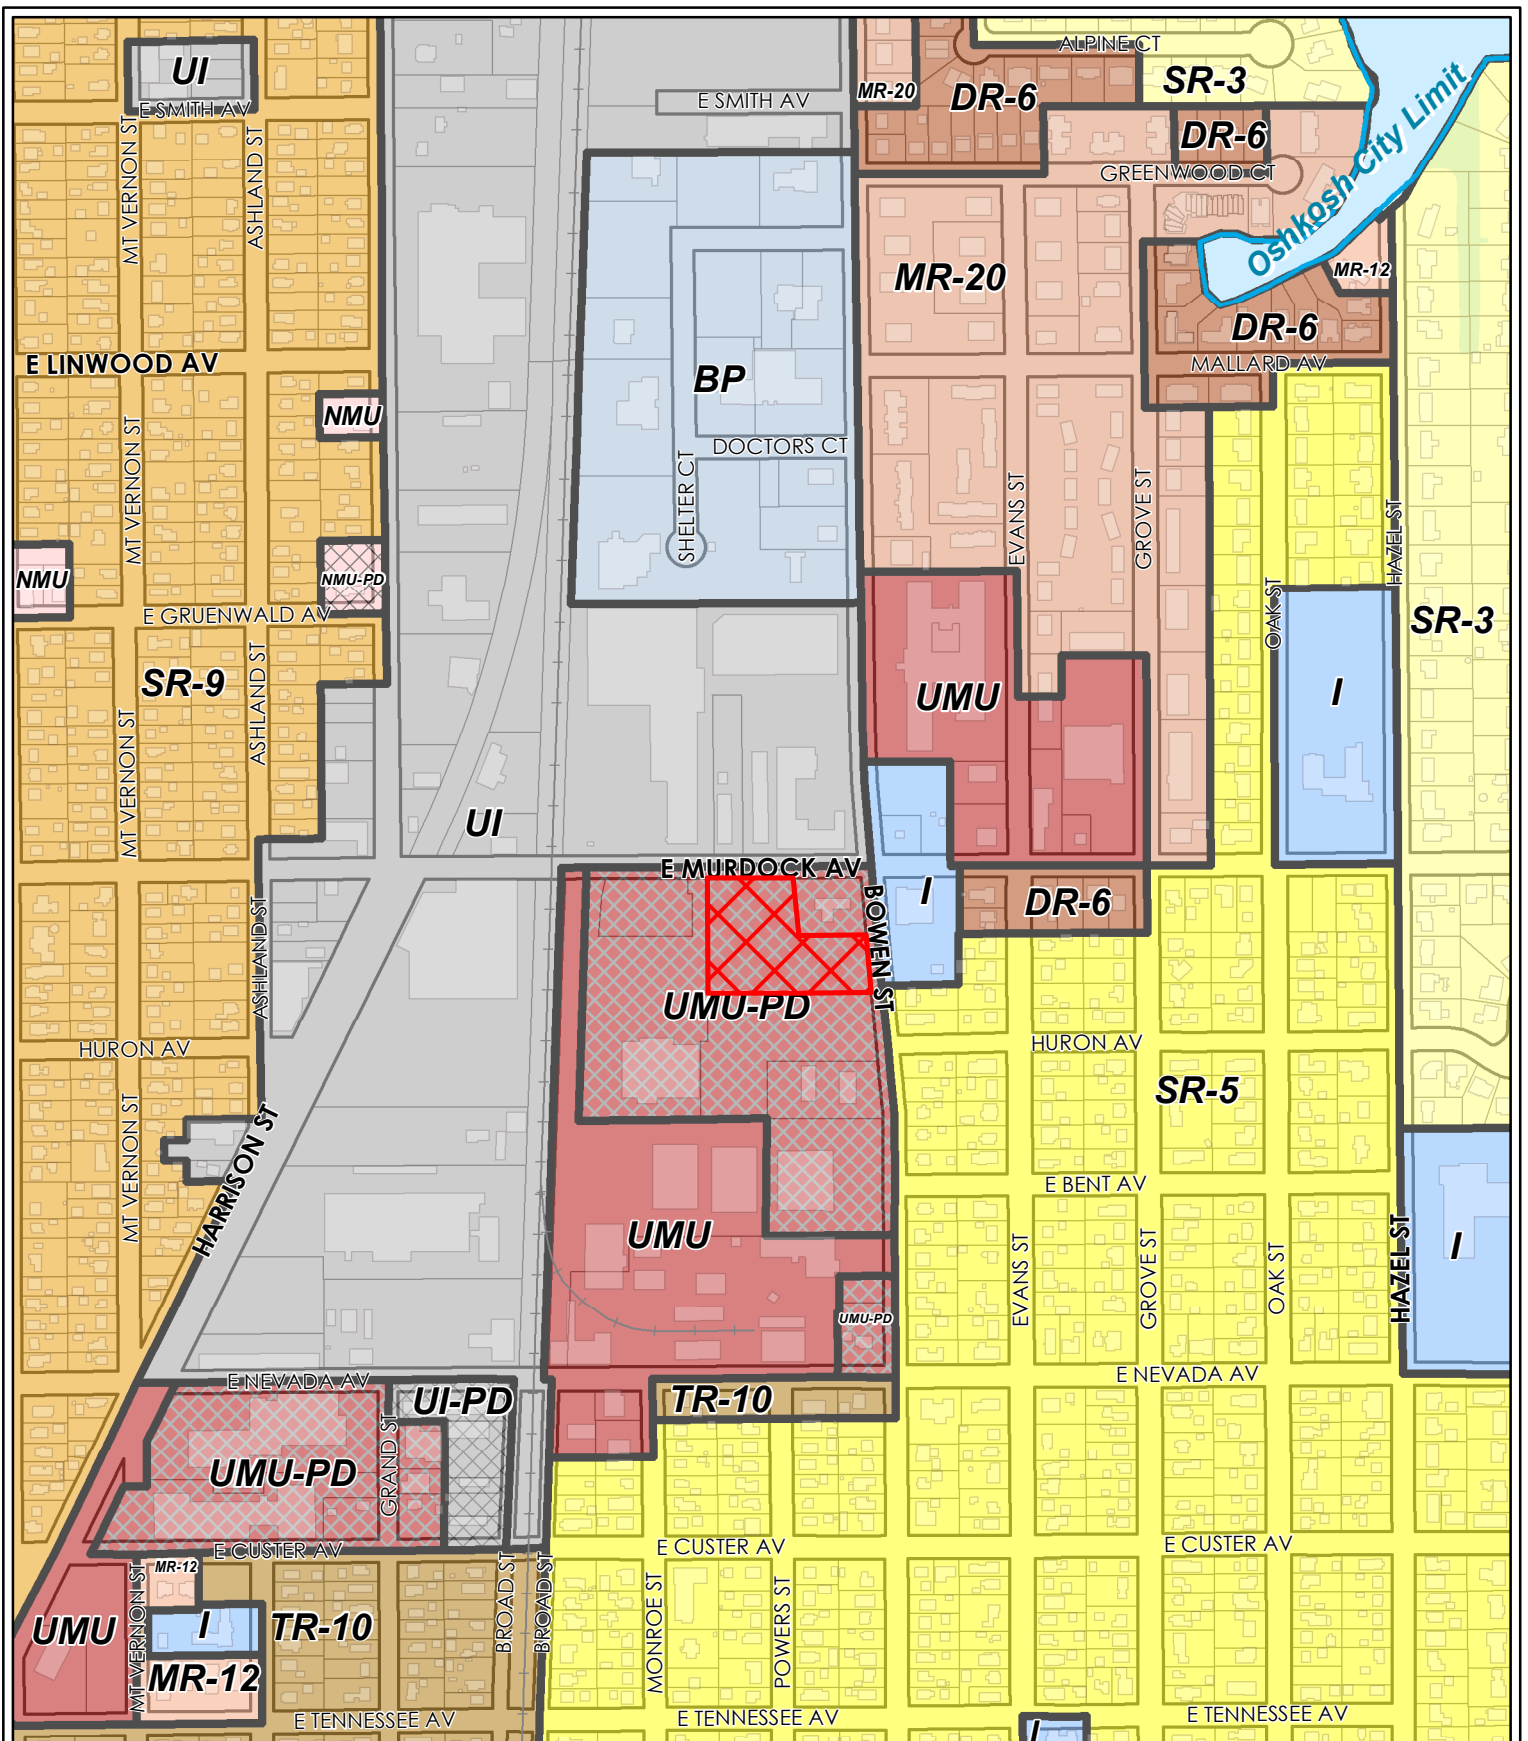 ALPINE CT
UI
SR-3
MR-20
DR-6
E SMITH AV
E SMITH AV
DR-6
Oshkosh City Limit
MT VERNON ST
ASHLAND ST
GREENWOOD CT
MR-20
MR-12
DR-6
E LINWOOD AV
MALLARD AV
BP
NMU
DOCTORS CT
MT VERNON ST
SHELTER CT
EVANS ST
GROVE ST
HAZEL ST
NMU
NMU-PD
E GRUENWALD AV
OAK ST
SR-3
SR-9
ASHLAND ST
UMU
I
MT VERNON ST
UI
E MURDOCK AV
I
DR-6
BOWEN ST
ASHLAND ST
UMU-PD
HURON AV
HURON AV
SR-5
MT VERNON ST
HARRISON ST
E BENT AV
UMU
EVANS ST
GROVE ST
OAK ST
HAZEL ST
I
UMU-PD
E NEVADA AV
E NEVADA AV
UI-PD
TR-10
UMU-PD
GRAND ST
E CUSTER AV
E CUSTER AV
E CUSTER AV
MR-12
UMU
MT VERNON ST
I
TR-10
BROAD ST
BROAD ST
MONROE ST
POWERS ST
MR-12
E TENNESSEE AV
E TENNESSEE AV
E TENNESSEE AV
I